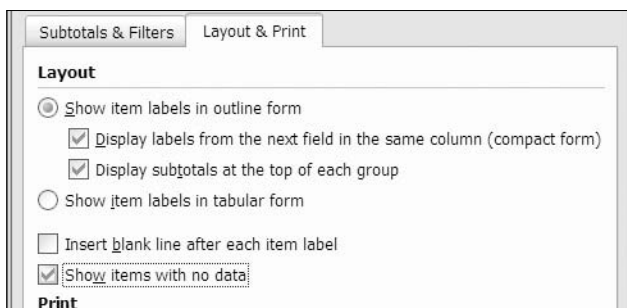 Subtotals & Filters Layout & Print
Layout
Show item labels in outline form
Display labels from the next field in the same column (compact form)
Display subtotals at the top of each group
Show item labels in tabular form
Insert blank line after each item label
Show items with no data
Print